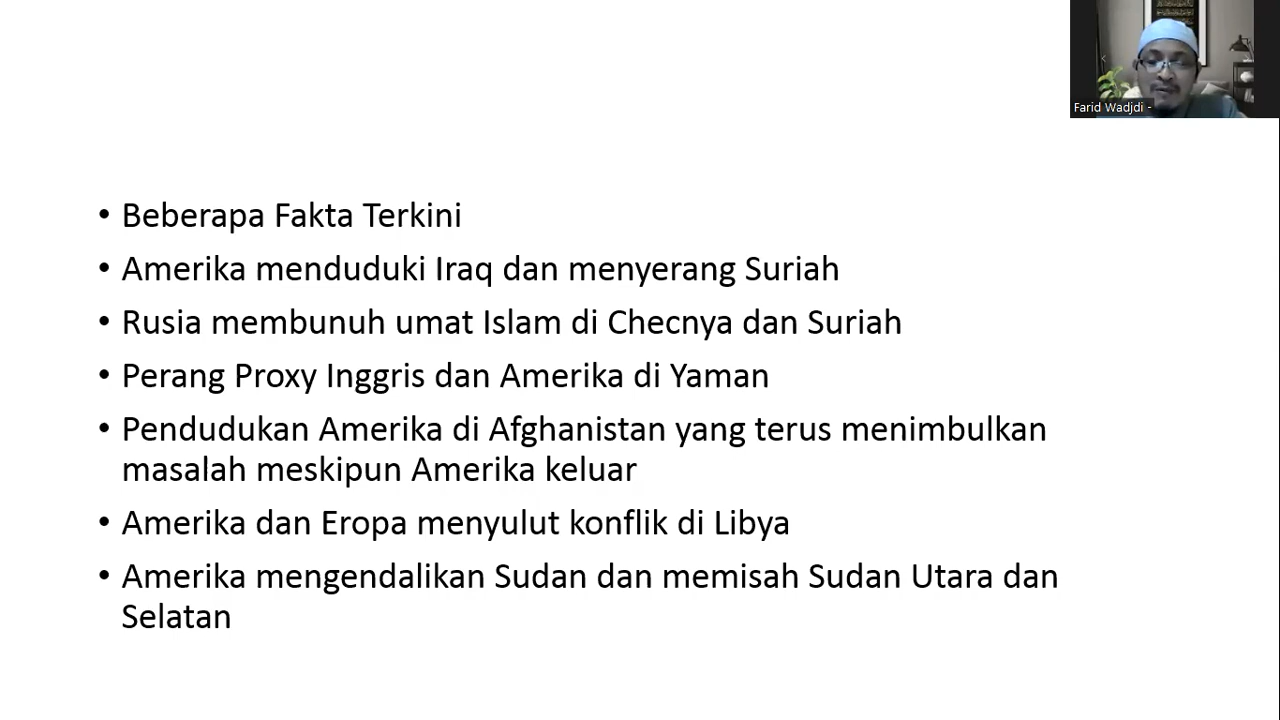 Farid Wadjdi -
• Beberapa Fakta Terkini
• Amerika menduduki Iraq dan menyerang Suriah
• Rusia membunuh umat Islam di Checnya dan Suriah
• Perang Proxy Inggris dan Amerika di Yaman
• Pendudukan Amerika di Afghanistan yang terus menimbulkan
masalah meskipun Amerika keluar
• Amerika dan Eropa menyulut konflik di Libya
• Amerika mengendalikan Sudan dan memisah Sudan Utara dan
Selatan